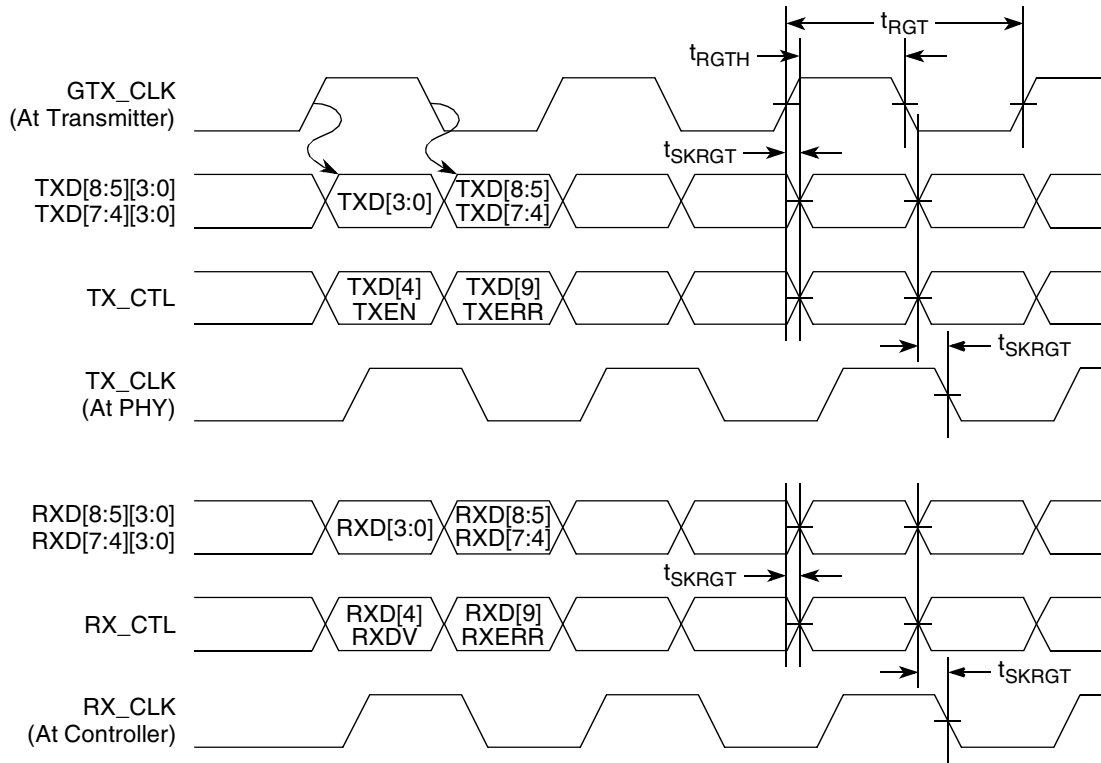 tRGT
tRGTH
GTX_CLK
(At Transmitter)
tSKRGT
TXD[8:5][3:0]
TXD[7:4][3:0]
TXD[3:0]
TXD[8:5]
TXD[7:4]
TX_CTL
TXD[4]
TXEN
TXD[9]
TXERR
tSKRGT
TX_CLK
(At PHY)
RXD[8:5][3:0]
RXD[7:4][3:0]
RXD[3:0]
RXD[8:5]
RXD[7:4]
tSKRGT
RX_CTL
RXD[4]
RXDV
RXD[9]
RXERR
tSKRGT
RX_CLK
(At Controller)